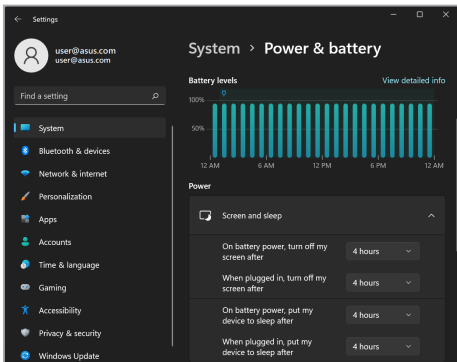 Settings
user@asus.com
user@asus.com
Find a setting
System
Bluetooth & devices
Network & internet
Personalization
Apps
Accounts
Time & language
Gaming
Accessibility
Privacy & security
Windows Update
System > Power & battery
Battery levels
View detailed info
100%
50%
12 AM 6 AM 12 PM 6 PM 12 AM
Power
Screen and sleep
On battery power, turn off my
screen after
4 hours
When plugged in, turn off my
screen after
4 hours
On battery power, put my
device to sleep after
4 hours
When plugged in, put my
device to sleep after
4 hours